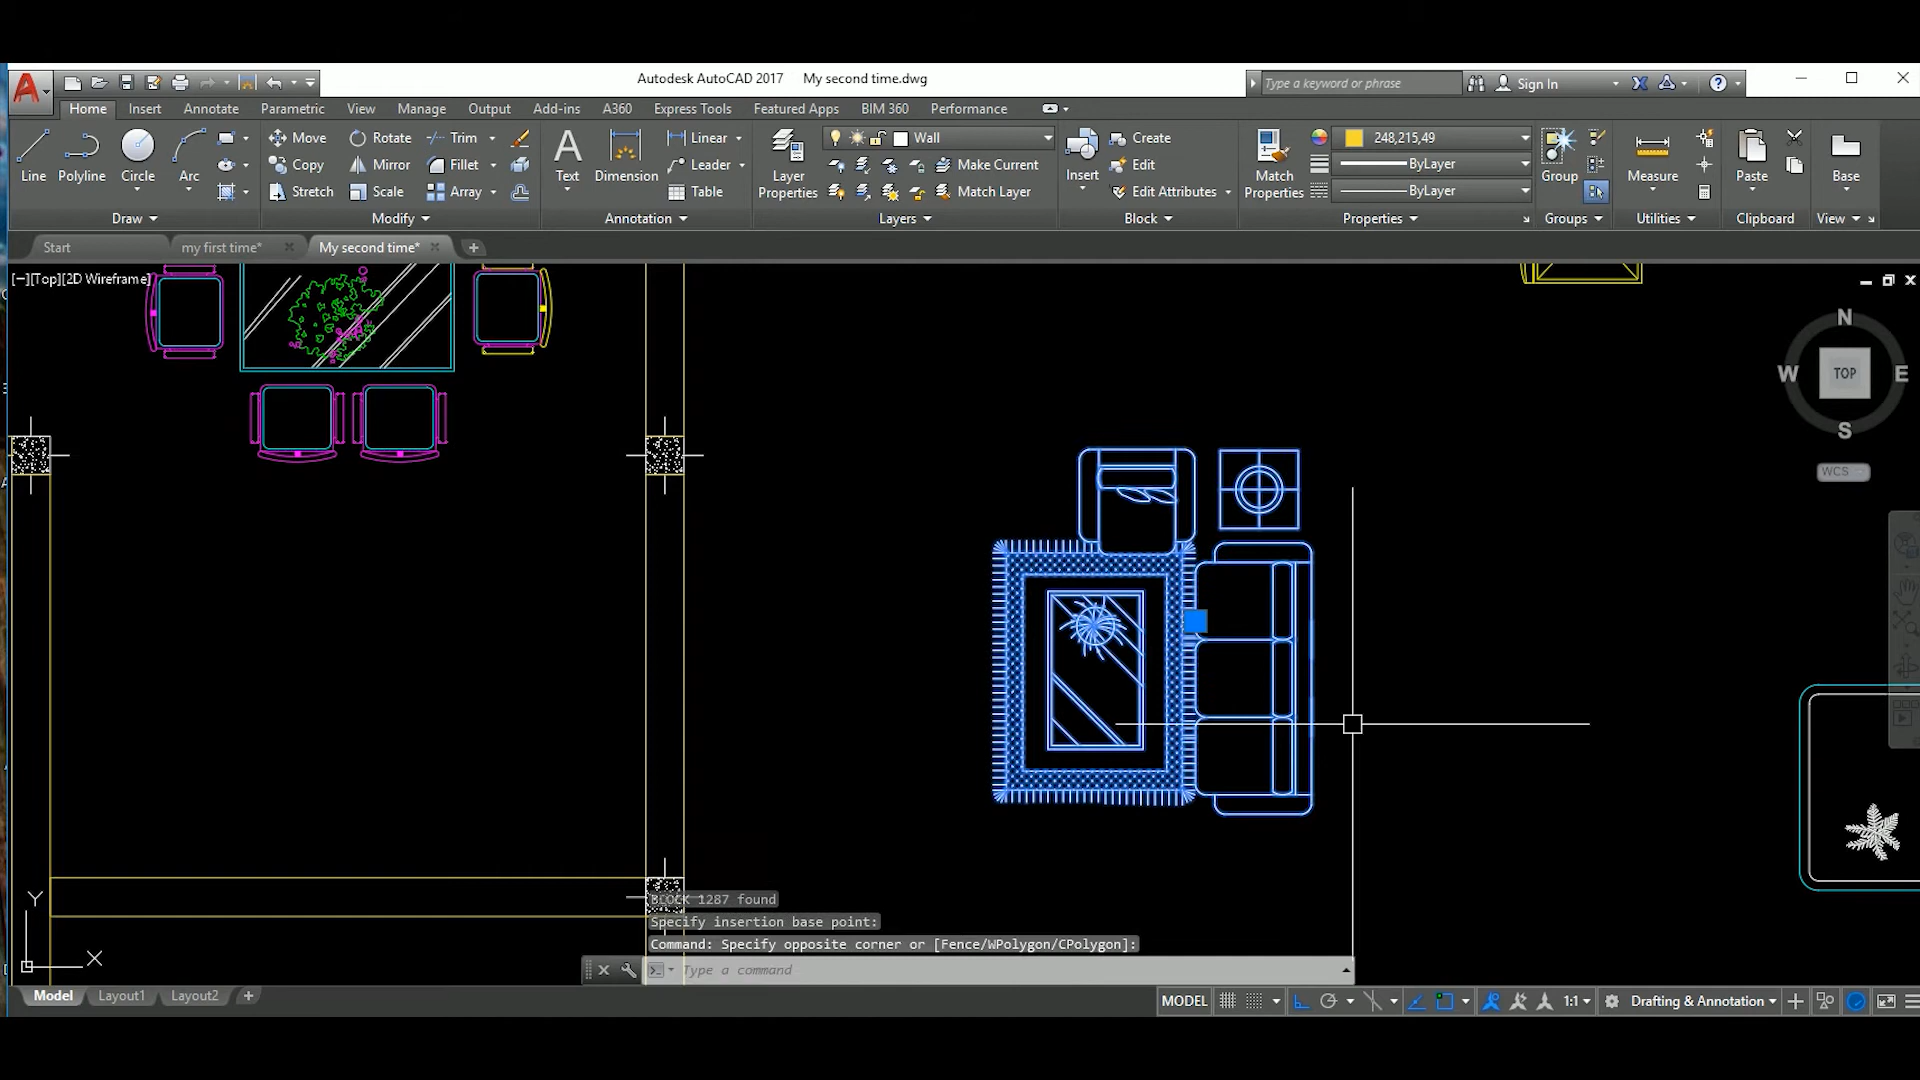 Autodesk AutoCAD 2017 My second time.dwg
Type a keyword or phrase
Sign In
Home Insert Annotate Parametric View Manage Output Add-ins A360 Express Tools Featured Apps BIM 360 Performance
Line Polyline Circle Arc
Move Rotate Trim
Copy Mirror Fillet
Stretch Scale Array
Text Dimension
Linear
Leader
Table
Layer Properties
Wall
Make Current
Match Layer
Insert
Create
Edit
Edit Attributes
Match Properties
248,215,49
ByLayer
ByLayer
Group
Measure
Paste
Base
Draw Modify Annotation Layers Block Properties Groups Utilities Clipboard View
Start my first time* My second time*
[−][Top][2D Wireframe]
N
W TOP E
S
WCS
Y
X
BLOCK 1287 found
Specify insertion base point:
Command: Specify opposite corner or [Fence/WPolygon/CPolygon]:
Type a command
Model Layout1 Layout2
MODEL 1:1 Drafting & Annotation